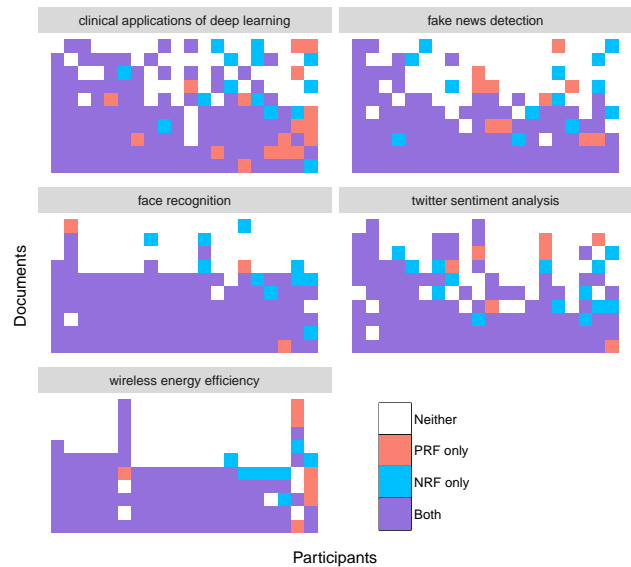 clinical applications of deep learning
fake news detection
face recognition
twitter sentiment analysis
wireless energy efficiency
Documents
Neither
PRF only
NRF only
Both
Participants